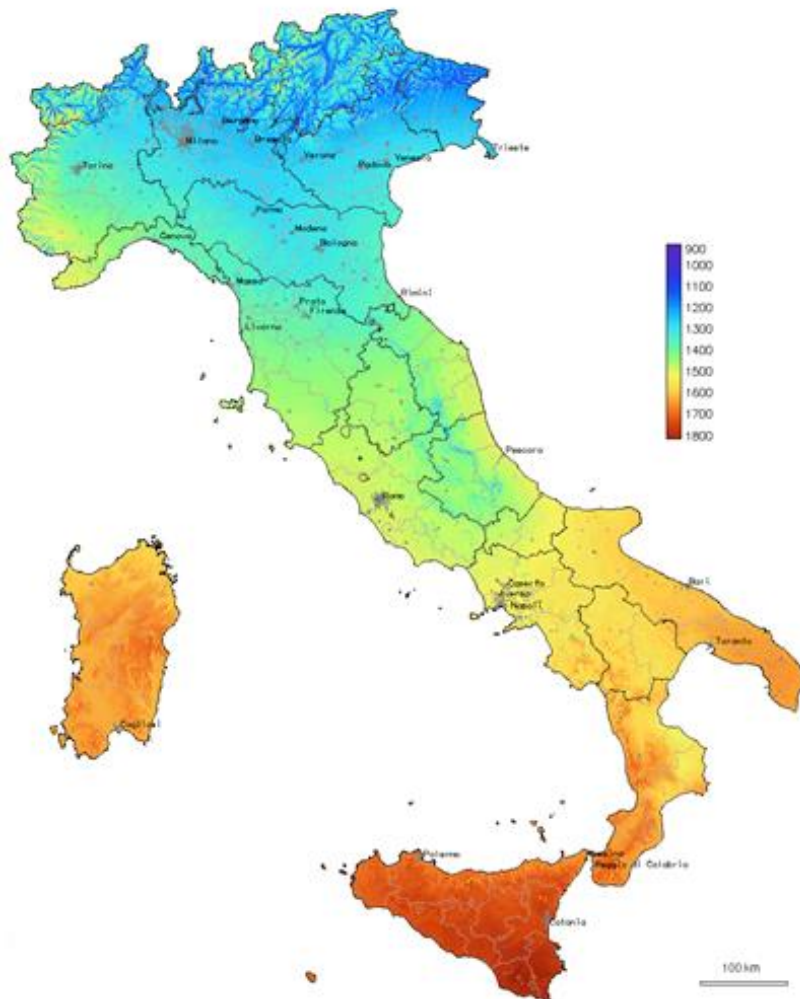 Bergamo
Milano
Brescia
Trieste
Verona
Padova
Venezia
Torino
Parma
Modena
Genova
Bologna
Massa
Rimini
Prato
Firenze
Livorno
900
1000
1100
1200
1300
1400
1500
1600
1700
1800
Pescara
Roma
Caserta
Napoli
Bari
Taranto
Cagliari
Palermo
Messina
Reggio di Calabria
Catania
100 km